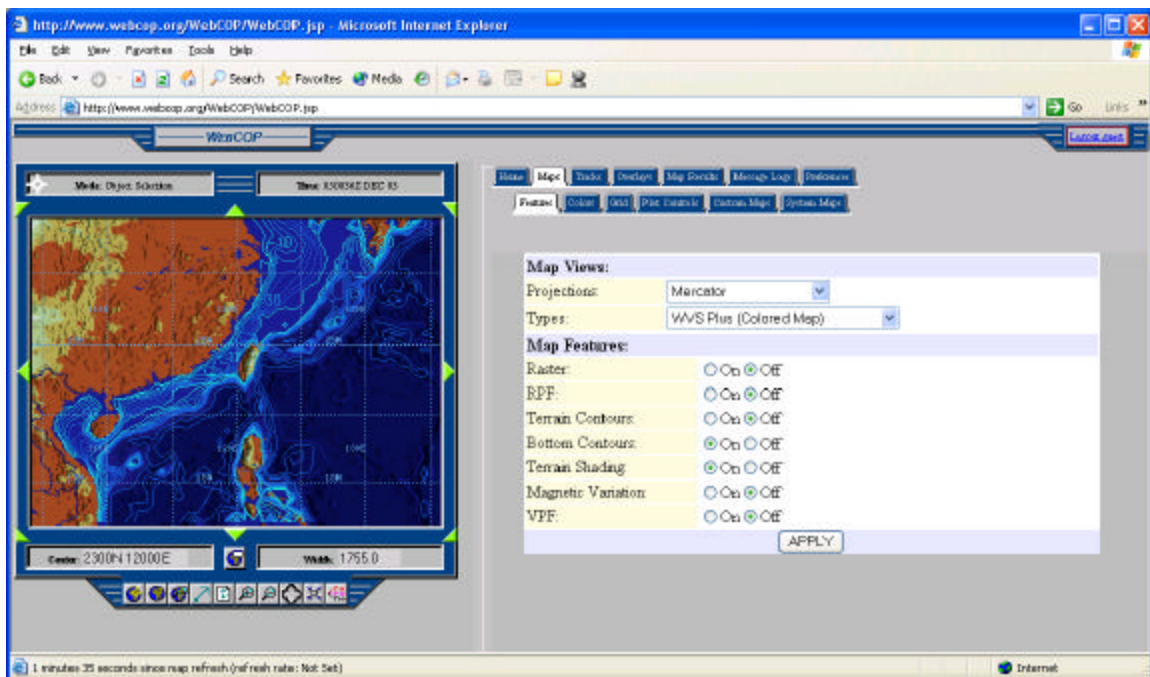 http://www.webcop.org/WebCOP/WebCOP.jsp - Microsoft Internet Explorer
File Edit View Favorites Tools Help
Back Search Favorites Media
Address http://www.webcop.org/WebCOP/WebCOP.jsp Go Links »
WEBCOP
Mode: Object Selection
Home Maps Tracks Overlays Map Message Logs Preferences
Features Colors Grid Plot Controls Custom Maps System Maps
Map Views:
Projections: Mercator
Types: WVS Plus (Colored Map)
Map Features:
Raster: On Off
RPF: On Off
Terrain Contours: On Off
Bottom Contours: On Off
Terrain Shading: On Off
Magnetic Variation: On Off
VPF: On Off
APPLY
Center: 2300N 12000E
Width: 1755.0
1 minutes 35 seconds since map refresh (refresh rate: Not Set)
Internet